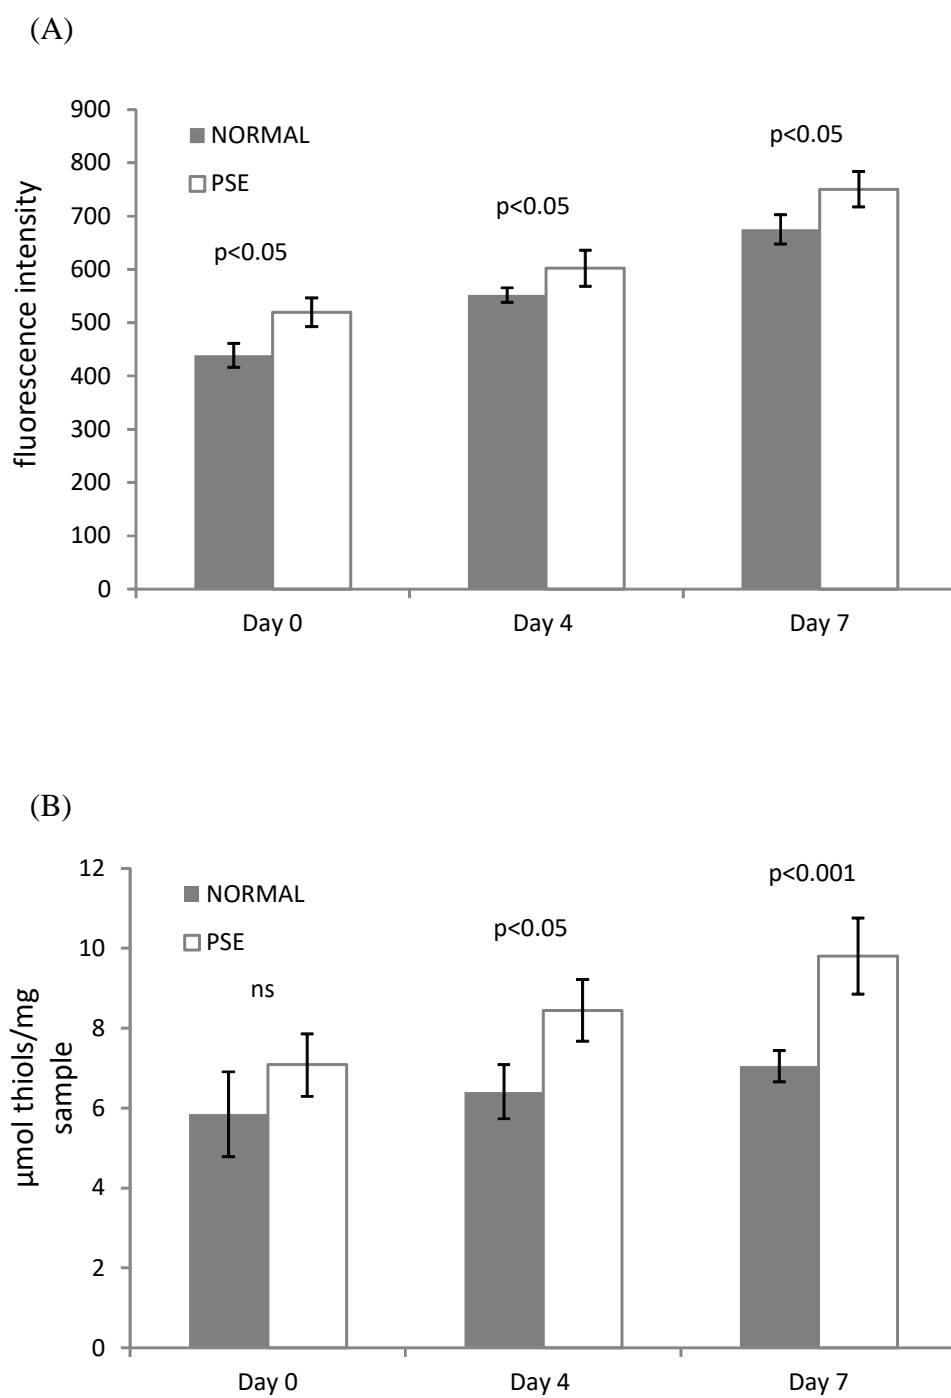 (A)
900
800
700
600
500
400
300
200
100
0
fluorescence intensity
NORMAL
PSE
p<0.05
p<0.05
p<0.05
Day 0
Day 4
Day 7
(B)
12
10
8
6
4
2
0
µmol thiols/mg
sample
NORMAL
PSE
ns
p<0.05
p<0.001
Day 0
Day 4
Day 7